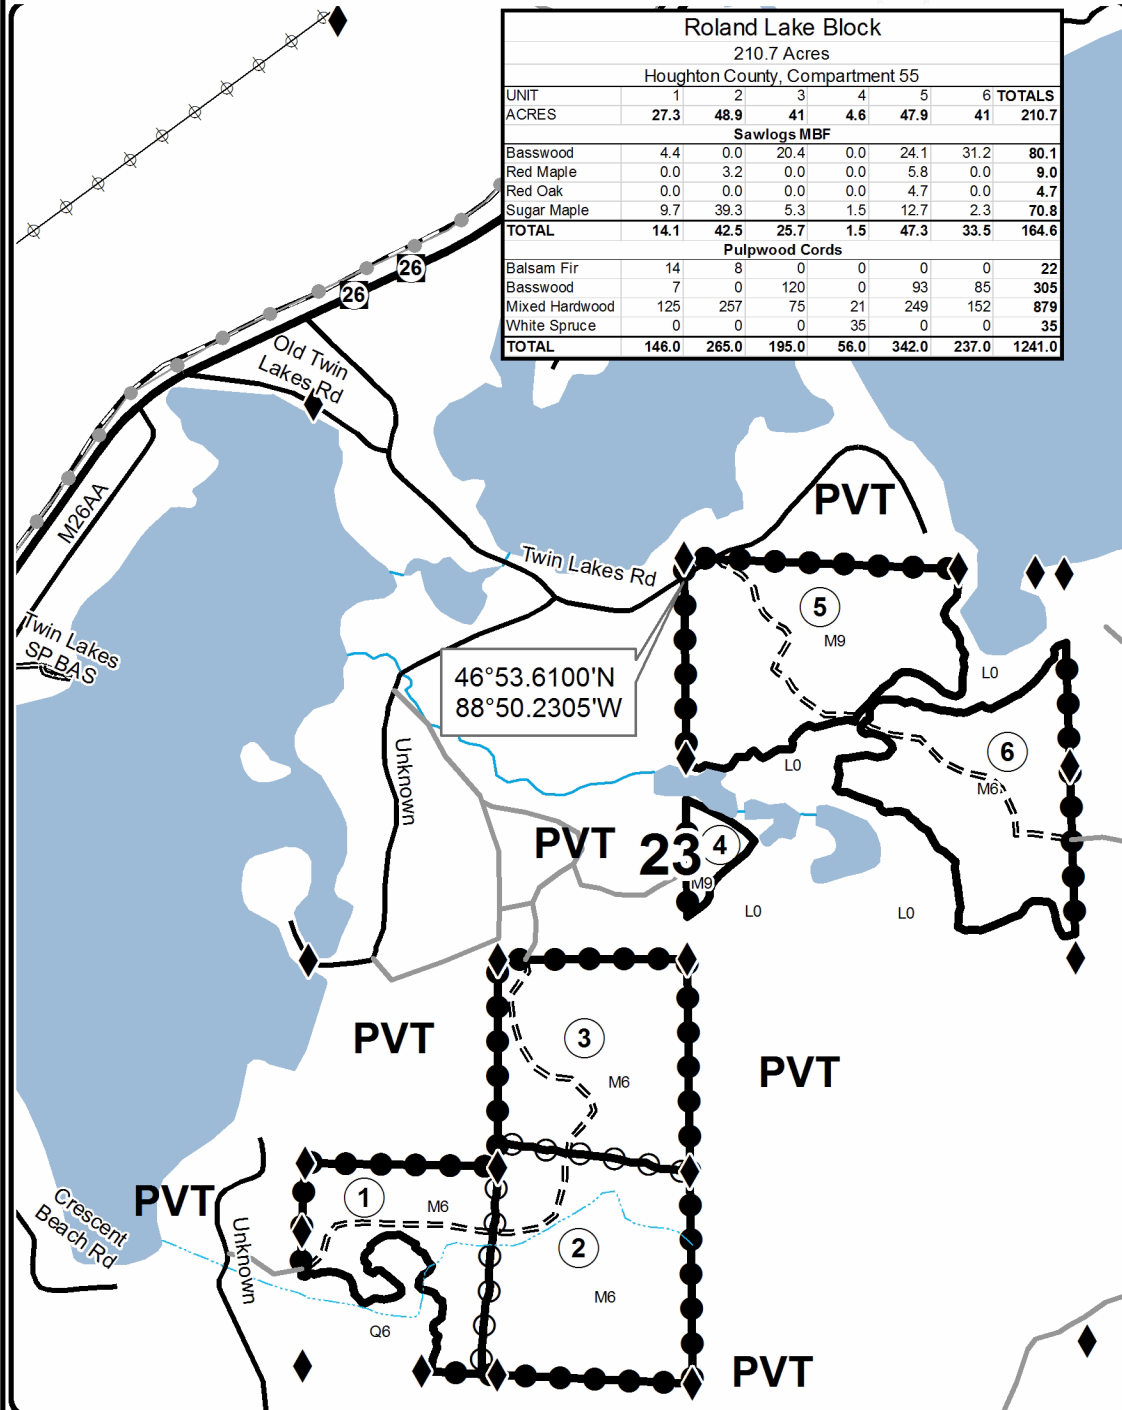 Roland Lake Block
210.7 Acres
Houghton County, Compartment 55
UNIT 1 2 3 4 5 6 TOTALS
ACRES 27.3 48.9 41 4.6 47.9 41 210.7
Sawlogs MBF
Basswood 4.4 0.0 20.4 0.0 24.1 31.2 80.1
Red Maple 0.0 3.2 0.0 0.0 5.8 0.0 9.0
Red Oak 0.0 0.0 0.0 0.0 4.7 0.0 4.7
Sugar Maple 9.7 39.3 5.3 1.5 12.7 2.3 70.8
TOTAL 14.1 42.5 25.7 1.5 47.3 33.5 164.6
Pulpwood Cords
Balsam Fir 14 8 0 0 0 0 22
Basswood 7 0 120 0 93 85 305
Mixed Hardwood 125 257 75 21 249 152 879
White Spruce 0 0 0 35 0 0 35
TOTAL 146.0 265.0 195.0 56.0 342.0 237.0 1241.0
26
26
Old Twin
Lakes Rd
M26AA
PVT
Twin Lakes Rd
5
M9
Twin Lakes
SP BAS
L0
46°53.6100'N
88°50.2305'W
Unknown
6
L0
M6
PVT
23
4
M9
L0
L0
PVT
3
M6
PVT
PVT
1
M6
Crescent
Beach Rd
Unknown
2
M6
Q6
PVT